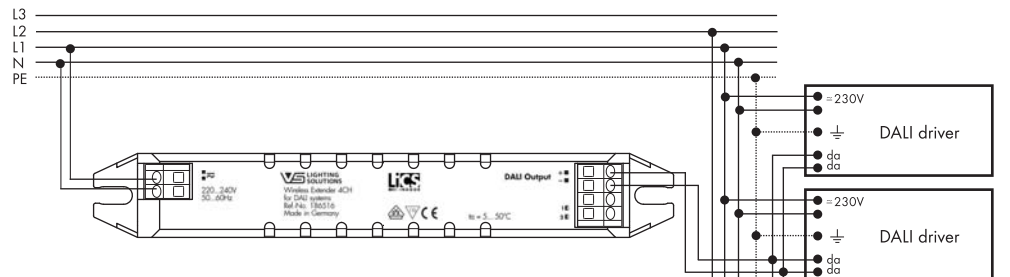 L3
L2
L1
N
PE
=230V
DALI driver
da
da
220...240V
50...60Hz
VS LIGHTING
SOLUTIONS
Wireless Extender 4CH
for DALI systems
Ref. No. 186516
Made in Germany
LiCS
CE
DALI Output
ta = 5... 50°C
=230V
DALI driver
da
da